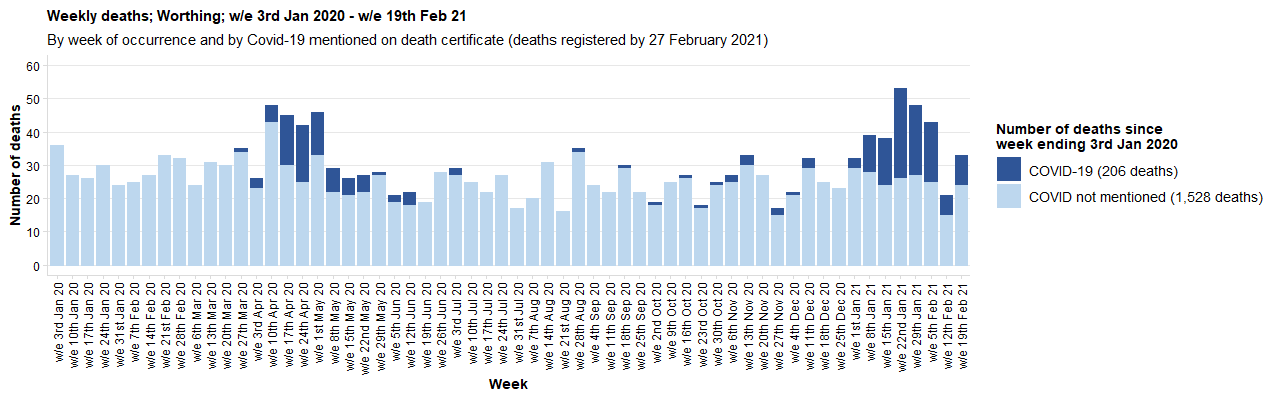 Weekly deaths; Worthing; w/e 3rd Jan 2020 - w/e 19th Feb 21
By week of occurrence and by Covid-19 mentioned on death certificate (deaths registered by 27 February 2021)
Number of deaths
60
50
40
30
20
10
0
w/e 3rd Jan 20
w/e 10th Jan 20
w/e 17th Jan 20
w/e 24th Jan 20
w/e 31st Jan 20
w/e 7th Feb 20
w/e 14th Feb 20
w/e 21st Feb 20
w/e 28th Feb 20
w/e 6th Mar 20
w/e 13th Mar 20
w/e 20th Mar 20
w/e 27th Mar 20
w/e 3rd Apr 20
w/e 10th Apr 20
w/e 17th Apr 20
w/e 24th Apr 20
w/e 1st May 20
w/e 8th May 20
w/e 15th May 20
w/e 22nd May 20
w/e 29th May 20
w/e 5th Jun 20
w/e 12th Jun 20
w/e 19th Jun 20
w/e 26th Jun 20
w/e 3rd Jul 20
w/e 10th Jul 20
w/e 17th Jul 20
w/e 24th Jul 20
w/e 31st Jul 20
w/e 7th Aug 20
w/e 14th Aug 20
w/e 21st Aug 20
w/e 28th Aug 20
w/e 4th Sep 20
w/e 11th Sep 20
w/e 18th Sep 20
w/e 25th Sep 20
w/e 2nd Oct 20
w/e 9th Oct 20
w/e 16th Oct 20
w/e 23rd Oct 20
w/e 30th Oct 20
w/e 6th Nov 20
w/e 13th Nov 20
w/e 20th Nov 20
w/e 27th Nov 20
w/e 4th Dec 20
w/e 11th Dec 20
w/e 18th Dec 20
w/e 25th Dec 20
w/e 1st Jan 21
w/e 8th Jan 21
w/e 15th Jan 21
w/e 22nd Jan 21
w/e 29th Jan 21
w/e 5th Feb 21
w/e 12th Feb 21
w/e 19th Feb 21
Week
Number of deaths since
week ending 3rd Jan 2020
COVID-19 (206 deaths)
COVID not mentioned (1,528 deaths)